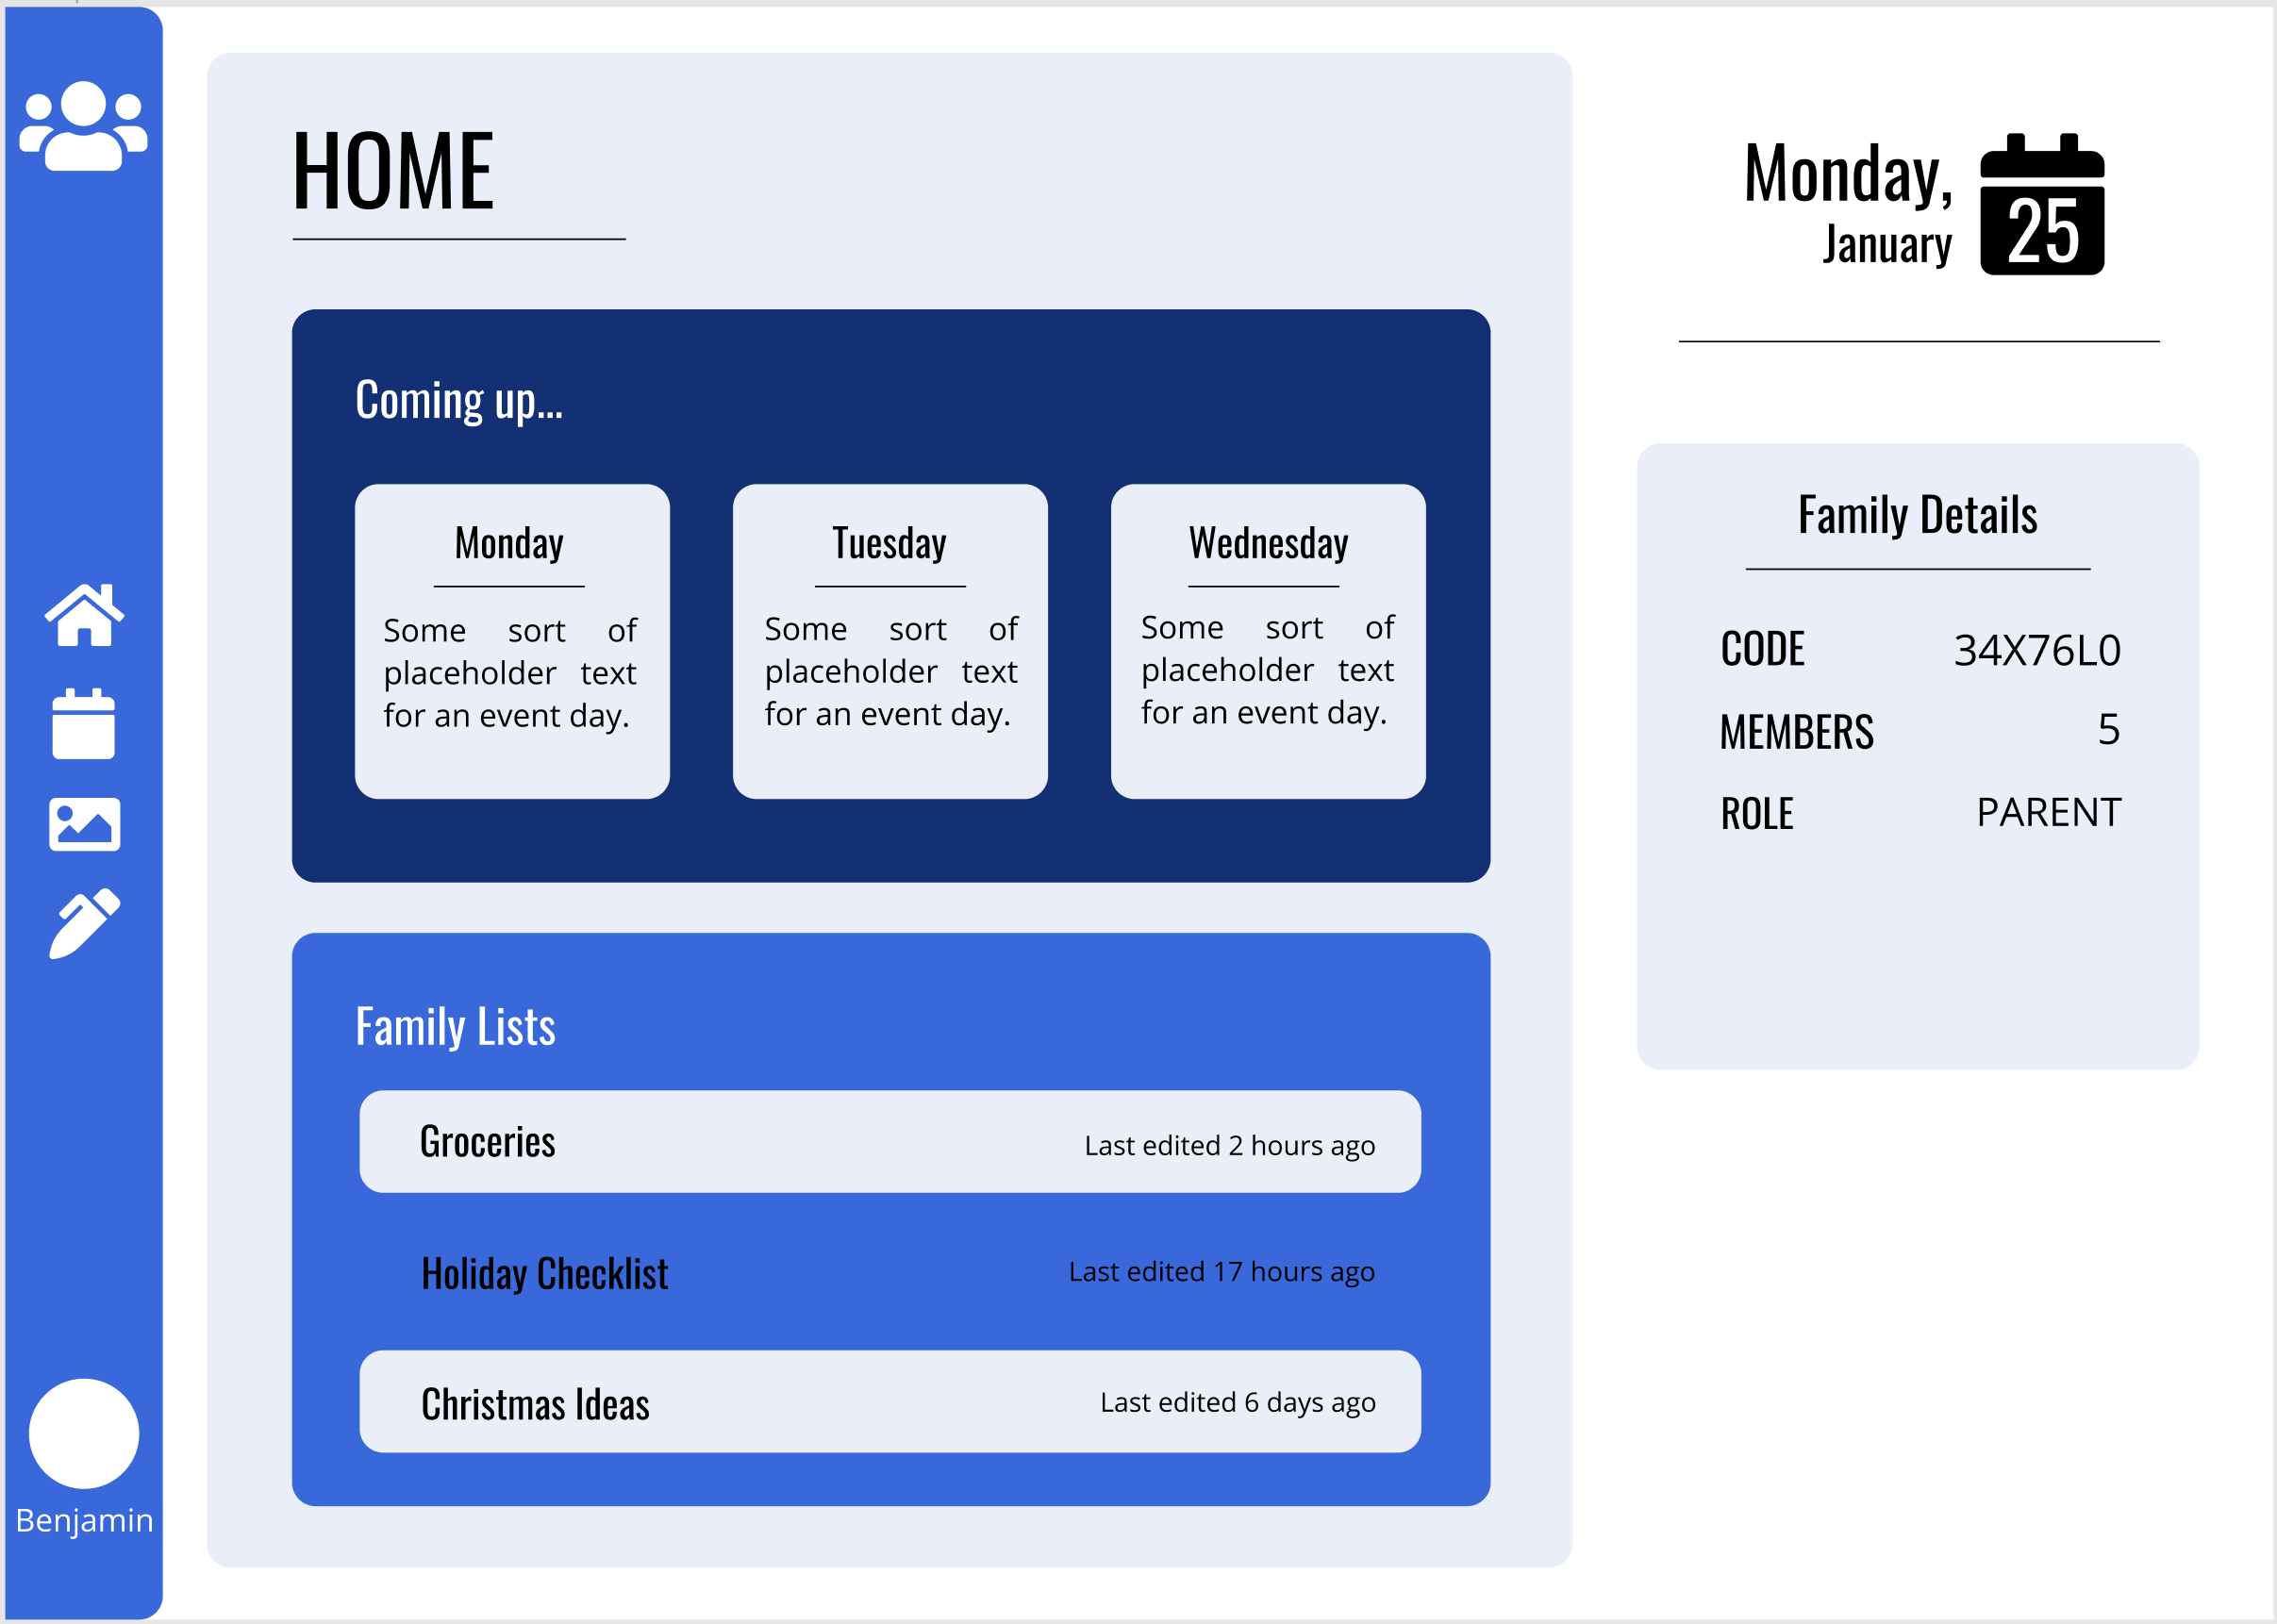 HOME
Monday,
January
25
Coming up...
Monday
Some sort of
placeholder text
for an event day.
Tuesday
Some sort of
placeholder text
for an event day.
Wednesday
Some sort of
placeholder text
for an event day.
Family Lists
Groceries Last edited 2 hours ago
Holiday Checklist Last edited 17 hours ago
Christmas Ideas Last edited 6 days ago
Family Details
CODE 34X76L0
MEMBERS 5
ROLE PARENT
Benjamin